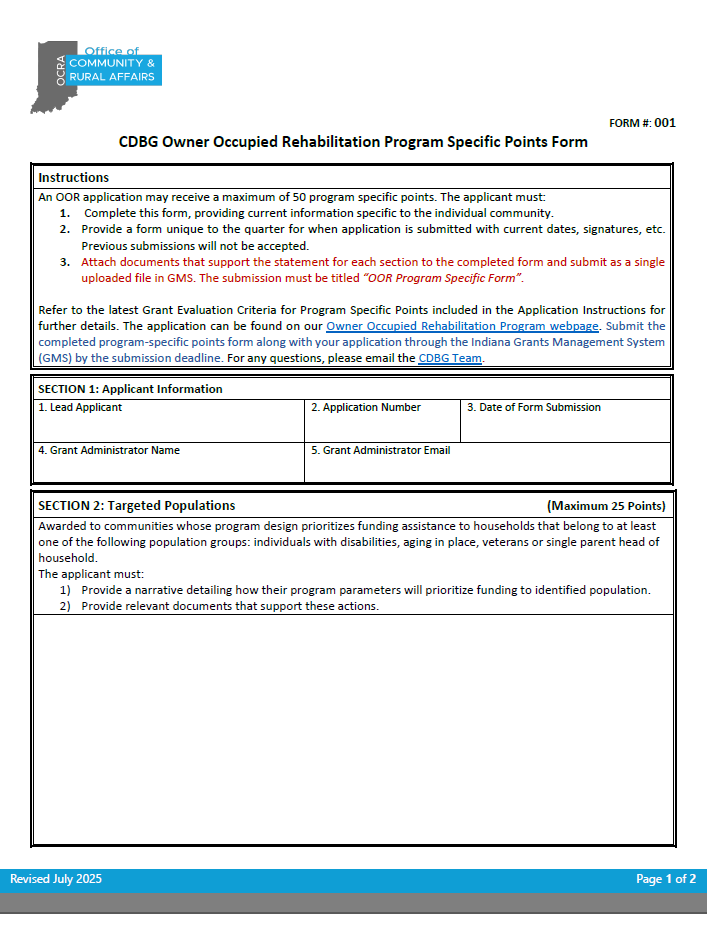 Office of
OCRA
COMMUNITY &
RURAL AFFAIRS
FORM #: 001
CDBG Owner Occupied Rehabilitation Program Specific Points Form
Instructions
An OOR application may receive a maximum of 50 program specific points. The applicant must:
1. Complete this form, providing current information specific to the individual community.
2. Provide a form unique to the quarter for when application is submitted with current dates, signatures, etc.
Previous submissions will not be accepted.
3. Attach documents that support the statement for each section to the completed form and submit as a single
uploaded file in GMS. The submission must be titled “OOR Program Specific Form”.
Refer to the latest Grant Evaluation Criteria for Program Specific Points included in the Application Instructions for
further details. The application can be found on our Owner Occupied Rehabilitation Program webpage. Submit the
completed program-specific points form along with your application through the Indiana Grants Management System
(GMS) by the submission deadline. For any questions, please email the CDBG Team.
SECTION 1: Applicant Information
1. Lead Applicant 2. Application Number 3. Date of Form Submission
4. Grant Administrator Name 5. Grant Administrator Email
SECTION 2: Targeted Populations (Maximum 25 Points)
Awarded to communities whose program design prioritizes funding assistance to households that belong to at least
one of the following population groups: individuals with disabilities, aging in place, veterans or single parent head of
household.
The applicant must:
1) Provide a narrative detailing how their program parameters will prioritize funding to identified population.
2) Provide relevant documents that support these actions.
Revised July 2025 Page 1 of 2